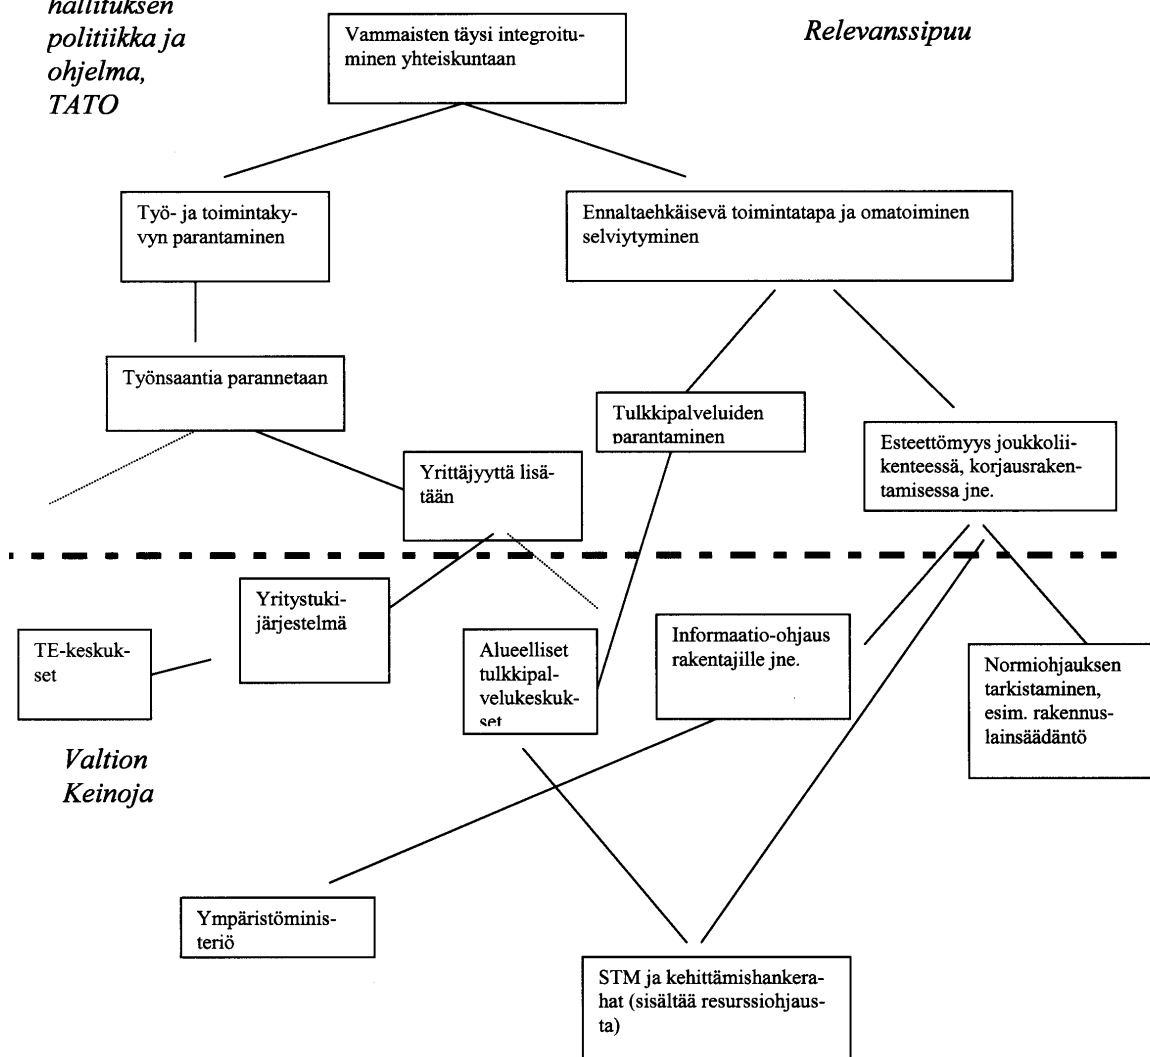 hallituksen
politiikka ja
ohjelma,
TATO
Relevanssipuu
Vammaisten täysi integroitu-
minen yhteiskuntaan
Työ- ja toimintaky-
vyn parantaminen
Ennaltaehkäisevä toimintatapa ja omatoiminen
selviytyminen
Työnsaantia parannetaan
Tulkkipalveluiden
parantaminen
Esteettömyys joukkolii-
kenteessä, korjausraken-
tamisessa jne.
Yrittäjyyttä lisä-
tään
Yritystuki-
järjestelmä
TE-keskuk-
set
Alueelliset
tulkkipal-
velukeskuk-
set
Informaatio-ohjaus
rakentajille jne.
Normiohjauksen
tarkistaminen,
esim. rakennus-
lainsäädäntö
Valtion
Keinoja
Ympäristöminis-
teriö
STM ja kehittämishankera-
hat (sisältää resurssiohjaus-
ta)